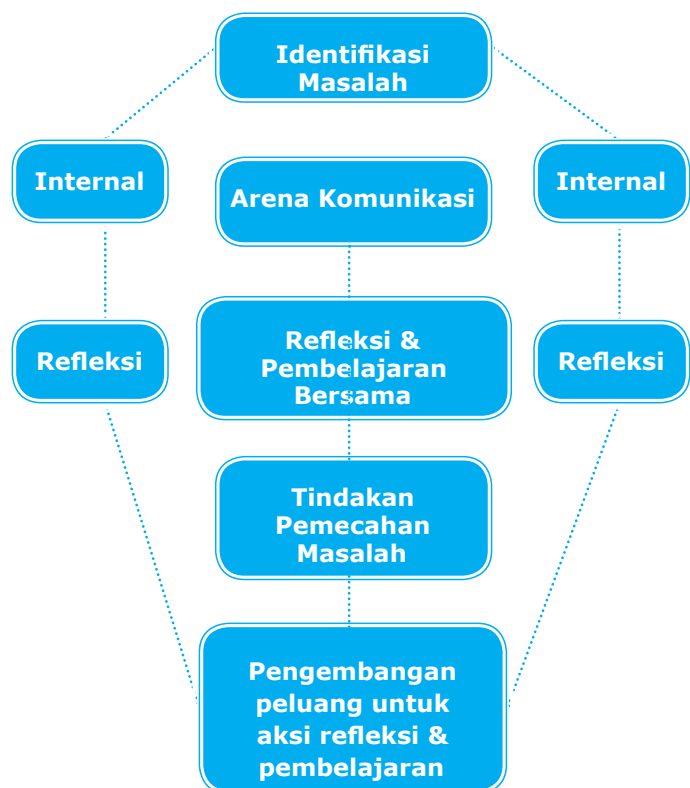 Identifikasi
Masalah
Internal
Arena Komunikasi
Internal
Refleksi
Refleksi &
Pembelajaran
Bersama
Refleksi
Tindakan
Pemecahan
Masalah
Pengembangan
peluang untuk
aksi refleksi &
pembelajaran